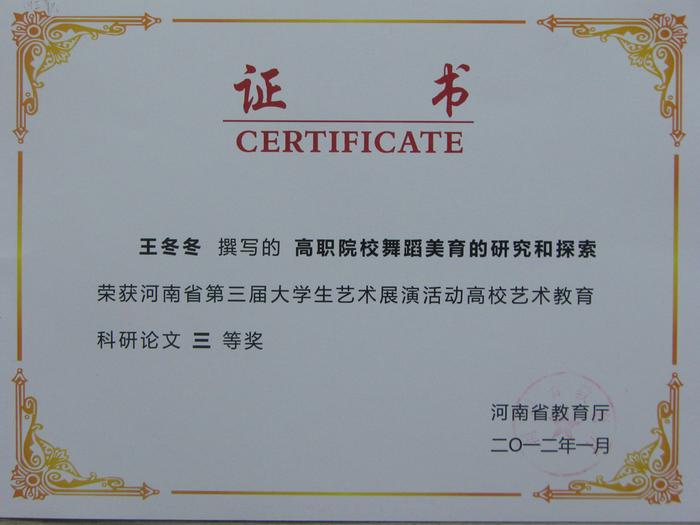 证 书
CERTIFICATE
王冬冬 撰写的 高职院校舞蹈美育的研究和探索
荣获河南省第三届大学生艺术展演活动高校艺术教育
科研论文 三 等奖
河南省教育厅
二〇一二年一月